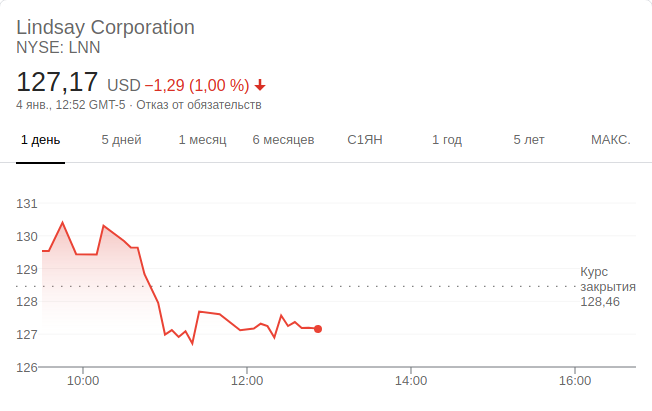 Lindsay Corporation
NYSE: LNN
127,17 USD −1,29 (1,00 %)
4 янв., 12:52 GMT-5 · Отказ от обязательств
1 день 5 дней 1 месяц 6 месяцев С1ЯН 1 год 5 лет МАКС.
131
130
129
128
127
126
Курс
закрытия
128,46
10:00 12:00 14:00 16:00